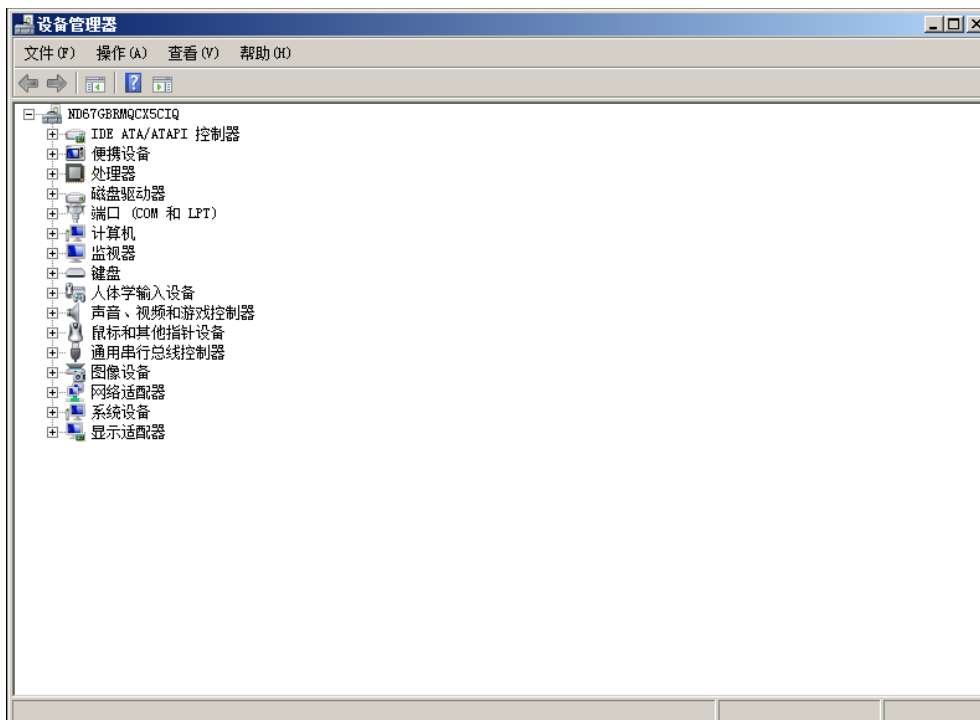 设备管理器
文件(F) 操作(A) 查看(V) 帮助(H)
?
ND67GBRMQCX5CIQ
IDE ATA/ATAPI 控制器
便携设备
处理器
磁盘驱动器
端口 (COM 和 LPT)
计算机
监视器
键盘
人体学输入设备
声音、视频和游戏控制器
鼠标和其他指针设备
通用串行总线控制器
图像设备
网络适配器
系统设备
显示适配器